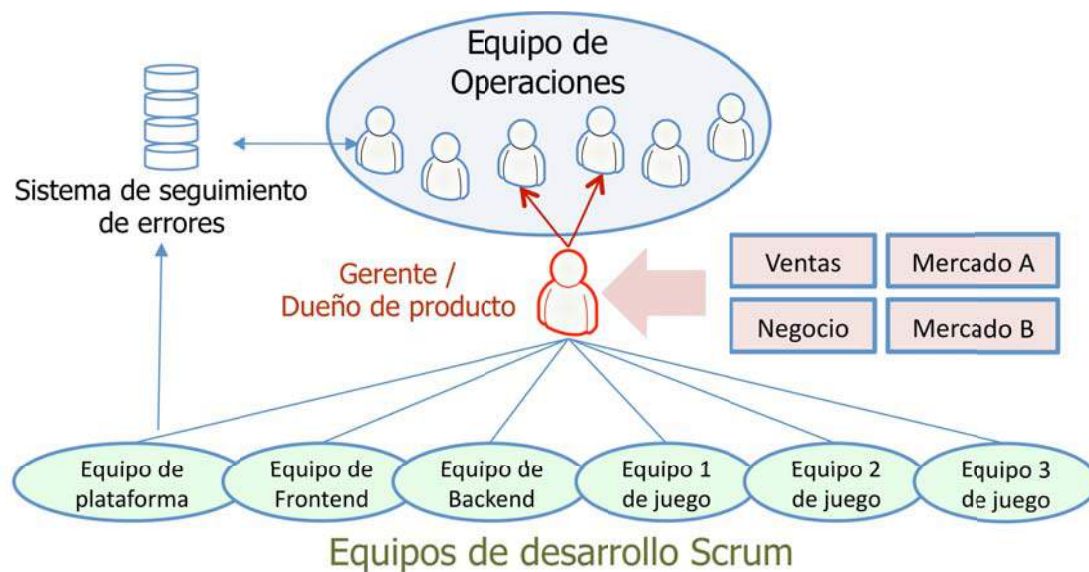 Equipo de
Operaciones
Sistema de seguimiento
de errores
Gerente /
Dueño de producto
Ventas
Mercado A
Negocio
Mercado B
Equipo de
plataforma
Equipo de
Frontend
Equipo de
Backend
Equipo 1
de juego
Equipo 2
de juego
Equipo 3
de juego
Equipos de desarrollo Scrum